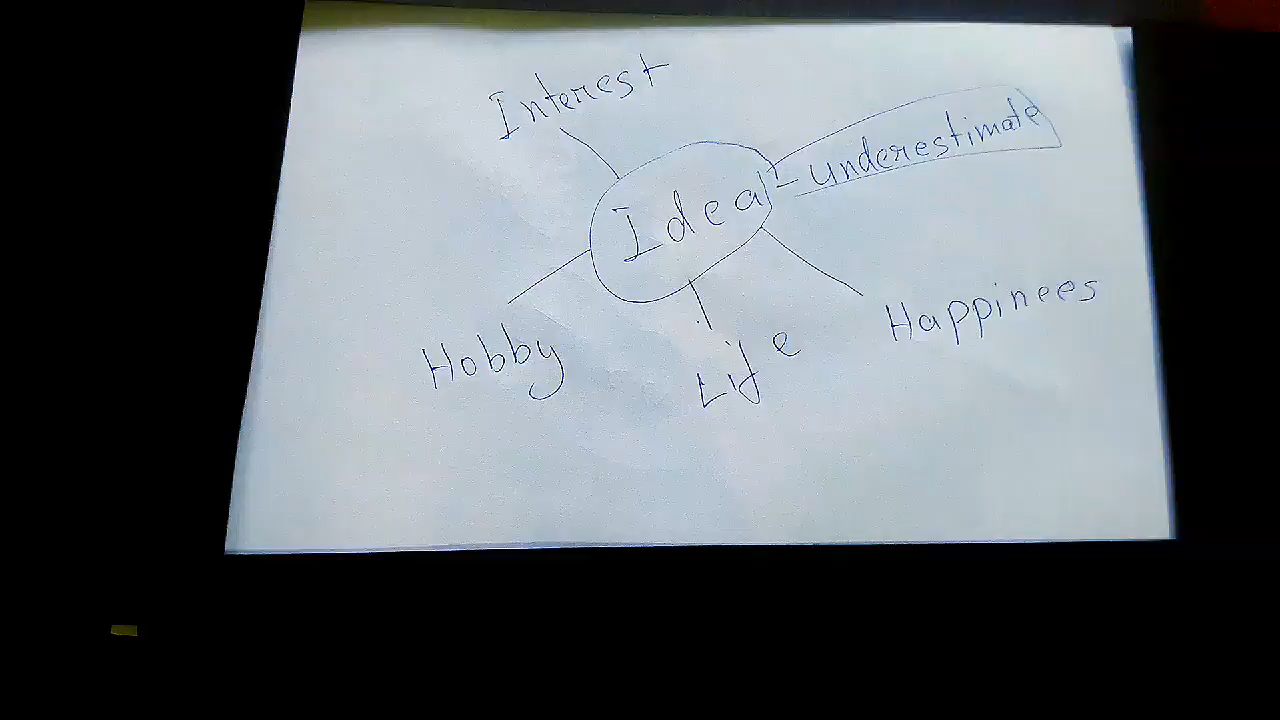 Interest
Idea - underestimate
Hobby
Life
Happinees